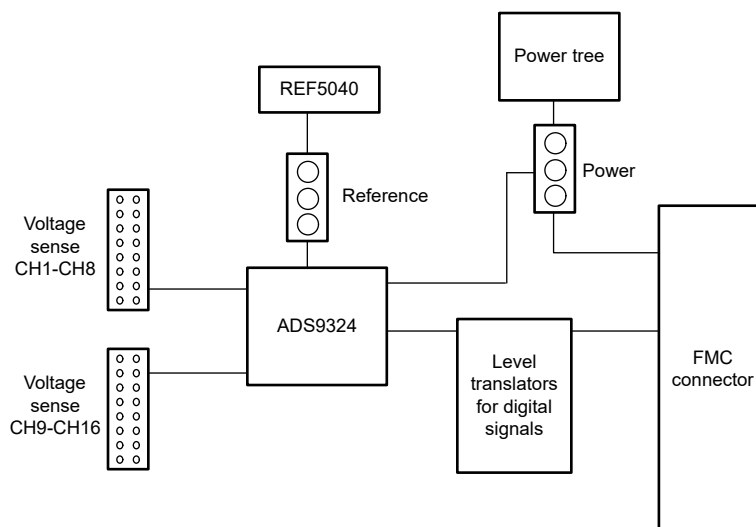 Power tree
REF5040
Power
Reference
Voltage
sense
CH1-CH8
ADS9324
Level
translators
for digital
signals
FMC
connector
Voltage
sense
CH9-CH16